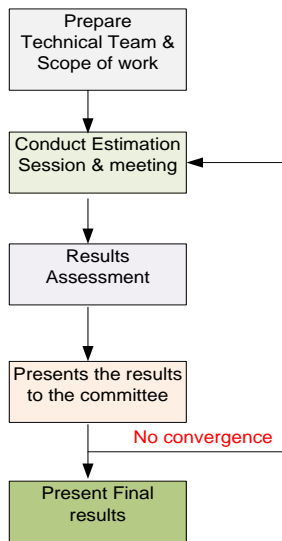 Prepare
Technical Team &
Scope of work
Conduct Estimation
Session & meeting
Results
Assessment
Presents the results
to the committee
No convergence
Present Final
results